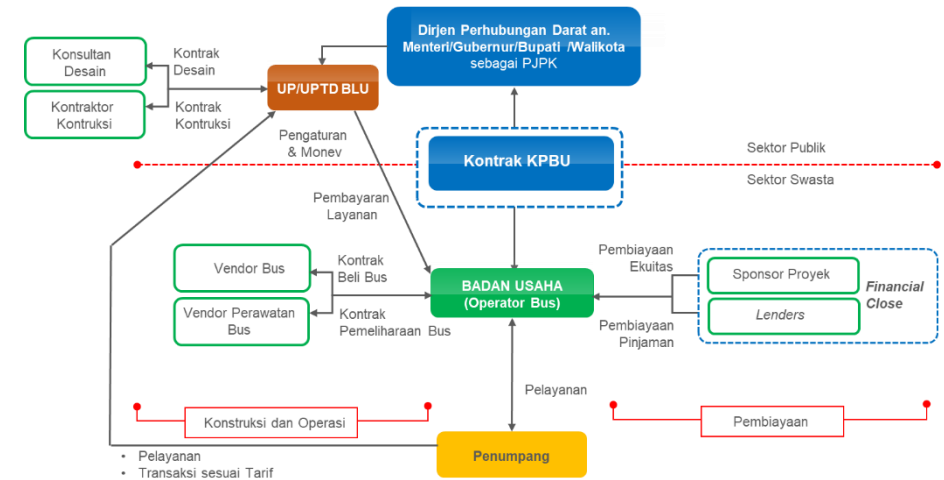 Dirjen Perhubungan Darat an.
Menteri/Gubernur/Bupati /Walikota
sebagai PJPK
Konsultan
Desain
Kontrak
Desain
UP/UPTD BLU
Kontraktor
Kontruksi
Kontrak
Kontruksi
Pengaturan
& Monev
Kontrak KPBU
Sektor Publik
Sektor Swasta
Pembayaran
Layanan
Vendor Bus
Kontrak
Beli Bus
BADAN USAHA
(Operator Bus)
Pembiayaan
Ekuitas
Sponsor Proyek
Financial
Close
Lenders
Vendor Perawatan
Bus
Kontrak
Pemeliharaan Bus
Pembiayaan
Pinjaman
Pelayanan
Konstruksi dan Operasi
Pembiayaan
Penumpang
• Pelayanan
• Transaksi sesuai Tarif